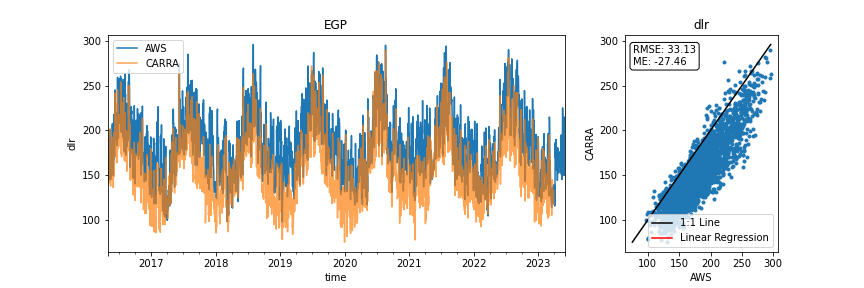 EGP
dlr
AWS
CARRA
300
250
200
150
100
dlr
2017 2018 2019 2020 2021 2022 2023
time
RMSE: 33.13
ME: -27.46
300
250
200
150
100
CARRA
1:1 Line
Linear Regression
100 150 200 250 300
AWS